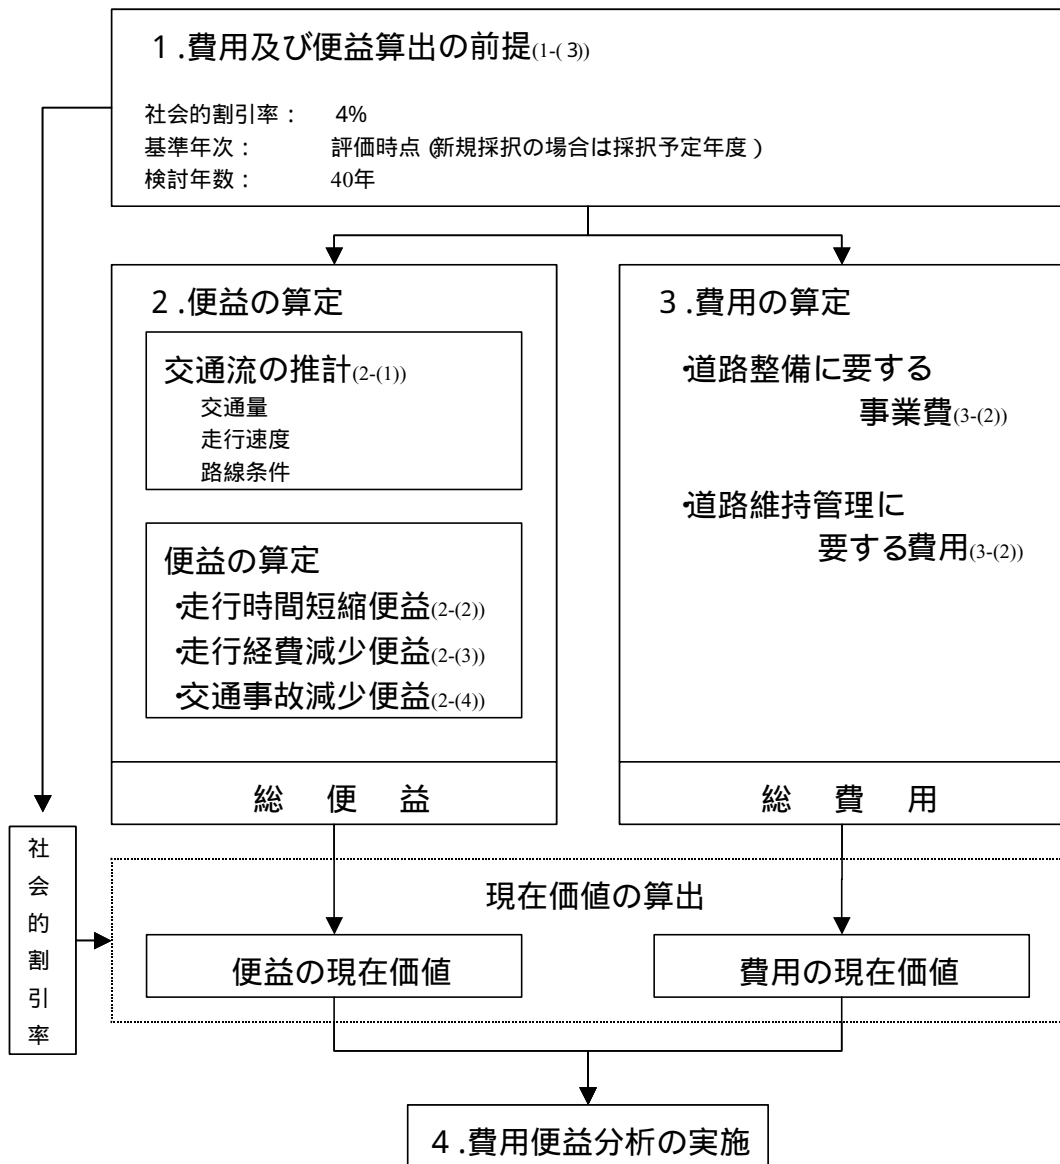 1.費用及び便益算出の前提(1-(3))
社会的割引率: 4%
基準年次: 評価時点(新規採択の場合は採択予定年度)
検討年数: 40年
2.便益の算定
交通流の推計(2-(1))
交通量
走行速度
路線条件
便益の算定
・走行時間短縮便益(2-(2))
・走行経費減少便益(2-(3))
・交通事故減少便益(2-(4))
総 便 益
3.費用の算定
・道路整備に要する
事業費(3-(2))
・道路維持管理に
要する費用(3-(2))
総 費 用
社会的割引率
現在価値の算出
便益の現在価値
費用の現在価値
4.費用便益分析の実施